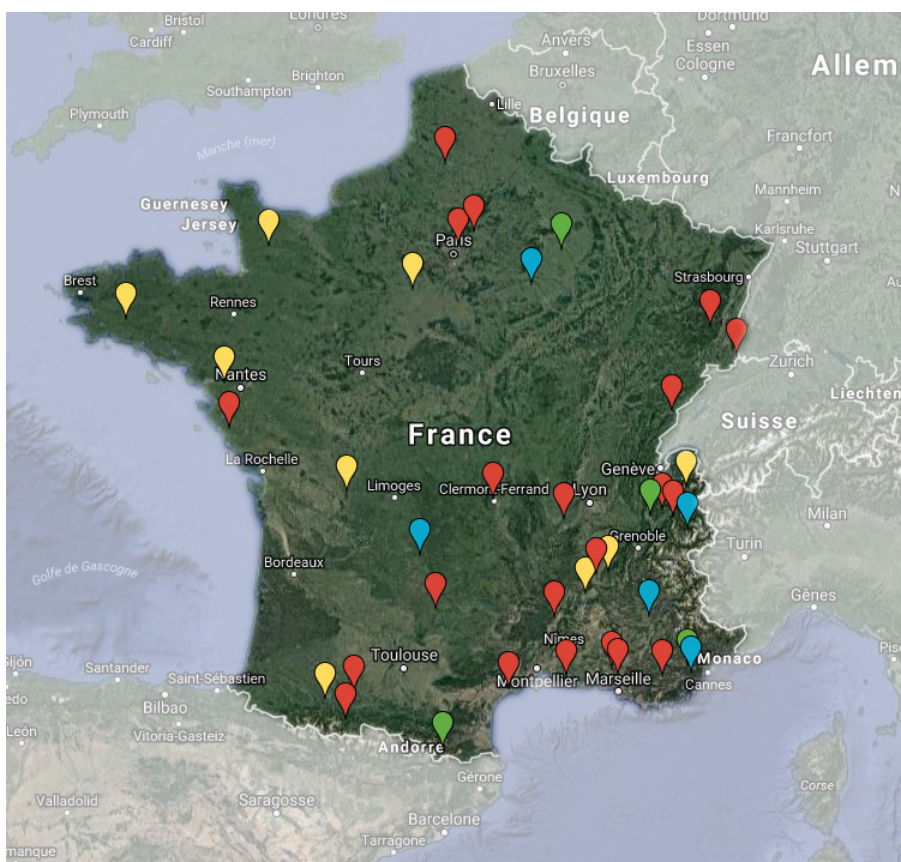 Londres
Dortmund
Bristol
Cardiff
Anvers
Essen
Cologne
Allem
Bruxelles
Brighton
Southampton
Lille
Belgique
Plymouth
Manche (mer)
Francfort
Luxembourg
Mannheim
Guernesey
Jersey
Karlsruhe
Stuttgart
Paris
Strasbourg
Brest
Rennes
Tours
Zurich
Nantes
Liechten
Suisse
France
La Rochelle
Genève
Limoges
Clermont-Ferrand
Lyon
Milan
Grenoble
Turin
Bordeaux
Golfe de Gascogne
Gênes
Nîmes
Toulouse
Monaco
Pise
Gijón
Santander
Saint-Sébastien
Montpellier
Marseille
Cannes
Bilbao
León
Vitoria-Gasteiz
Andorre
Gérone
Corse
Valladolid
Saragosse
Barcelone
Tarragone
manque